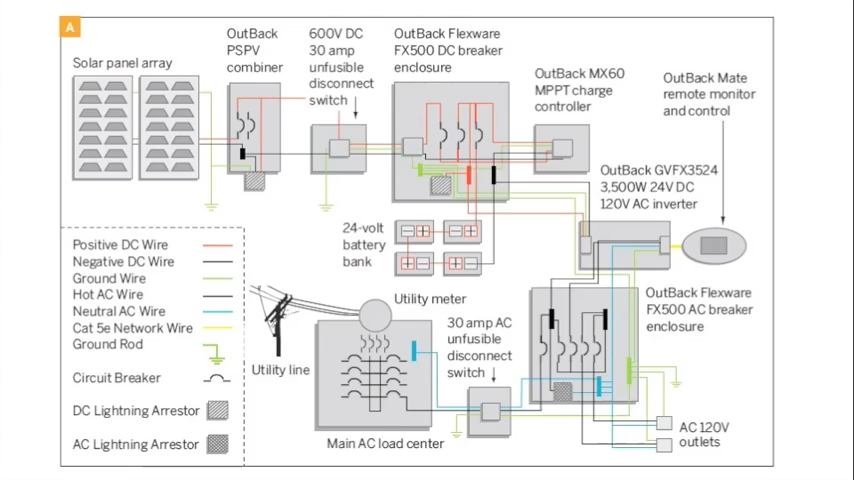 A
Solar panel array
OutBack
PSPV
combiner
600V DC
30 amp
unfusible
disconnect
switch
OutBack Flexware
FX500 DC breaker
enclosure
OutBack MX60
MPPT charge
controller
OutBack Mate
remote monitor
and control
OutBack GVFX3524
3,500W 24V DC
120V AC inverter
24-volt
battery
bank
Positive DC Wire
Negative DC Wire
Ground Wire
Hot AC Wire
Neutral AC Wire
Cat 5e Network Wire
Ground Rod
Circuit Breaker
DC Lightning Arrestor
AC Lightning Arrestor
Utility line
Utility meter
Main AC load center
30 amp AC
unfusible
disconnect
switch
OutBack Flexware
FX500 AC breaker
enclosure
AC 120V
outlets